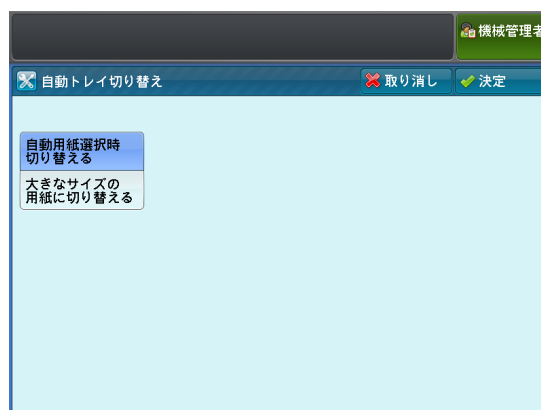 機械管理者
自動トレイ切り替え
取り消し
決定
自動用紙選択時
切り替える
大きなサイズの
用紙に切り替える